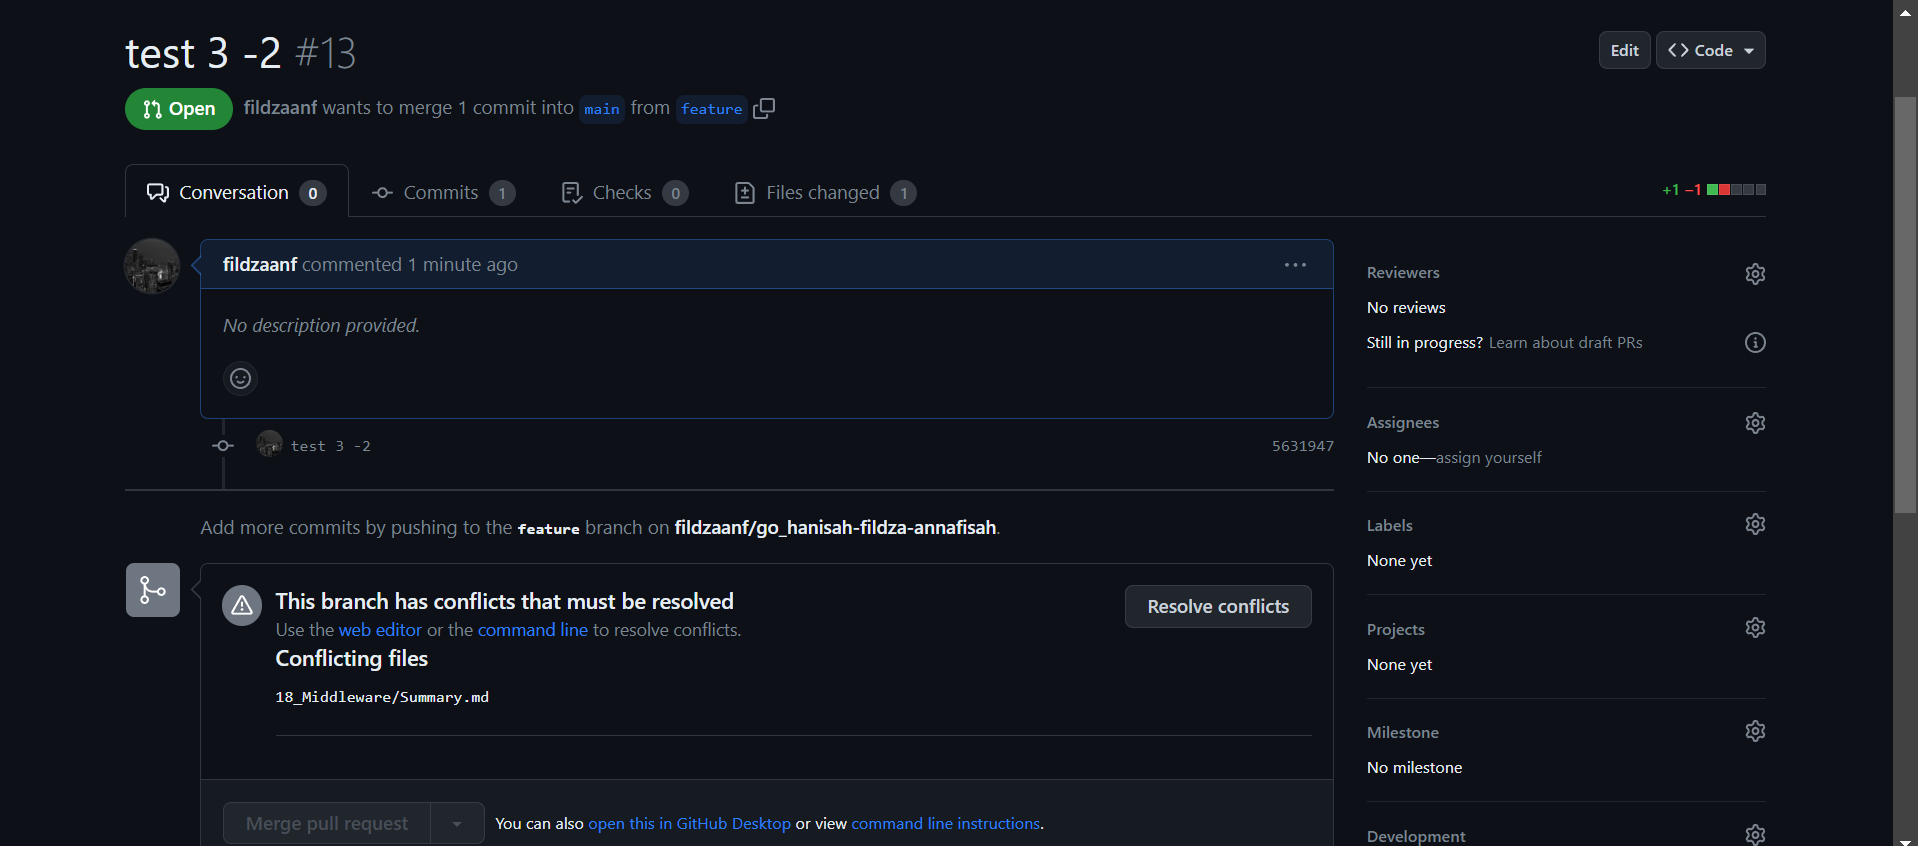 test 3 -2 #13
Edit
Code
Open
fildzaanf wants to merge 1 commit into main from feature
Conversation 0
Commits 1
Checks 0
Files changed 1
+1 −1
fildzaanf commented 1 minute ago
No description provided.
test 3 -2
5631947
Add more commits by pushing to the feature branch on fildzaanf/go_hanisah-fildza-annafisah.
This branch has conflicts that must be resolved
Use the web editor or the command line to resolve conflicts.
Resolve conflicts
Conflicting files
18_Middleware/Summary.md
Merge pull request
You can also open this in GitHub Desktop or view command line instructions.
Reviewers
No reviews
Still in progress? Learn about draft PRs
Assignees
No one—assign yourself
Labels
None yet
Projects
None yet
Milestone
No milestone
Development